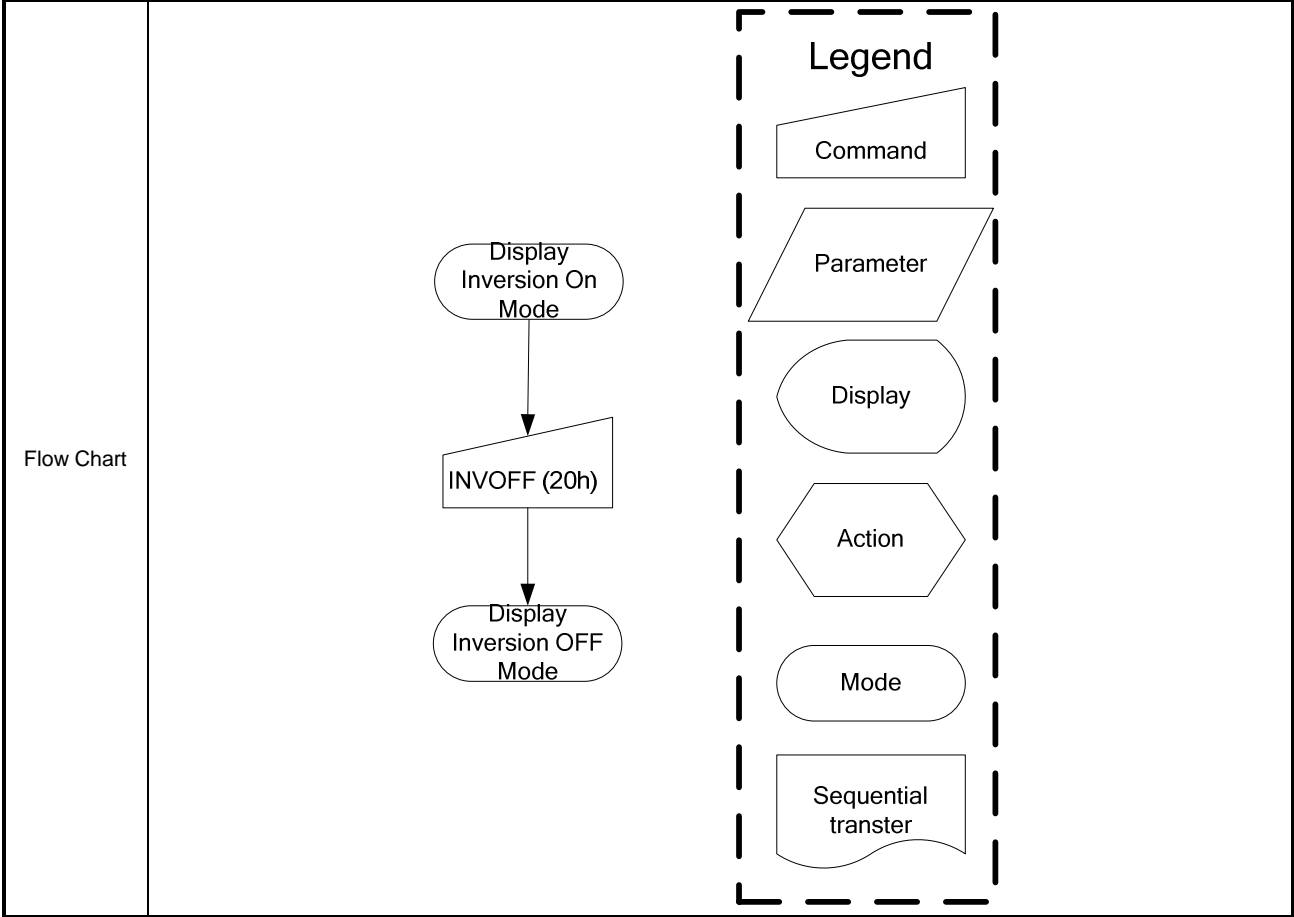 Flow Chart
Display
Inversion On
Mode
INVOFF (20h)
Display
Inversion OFF
Mode
Legend
Command
Parameter
Display
Action
Mode
Sequential
transter